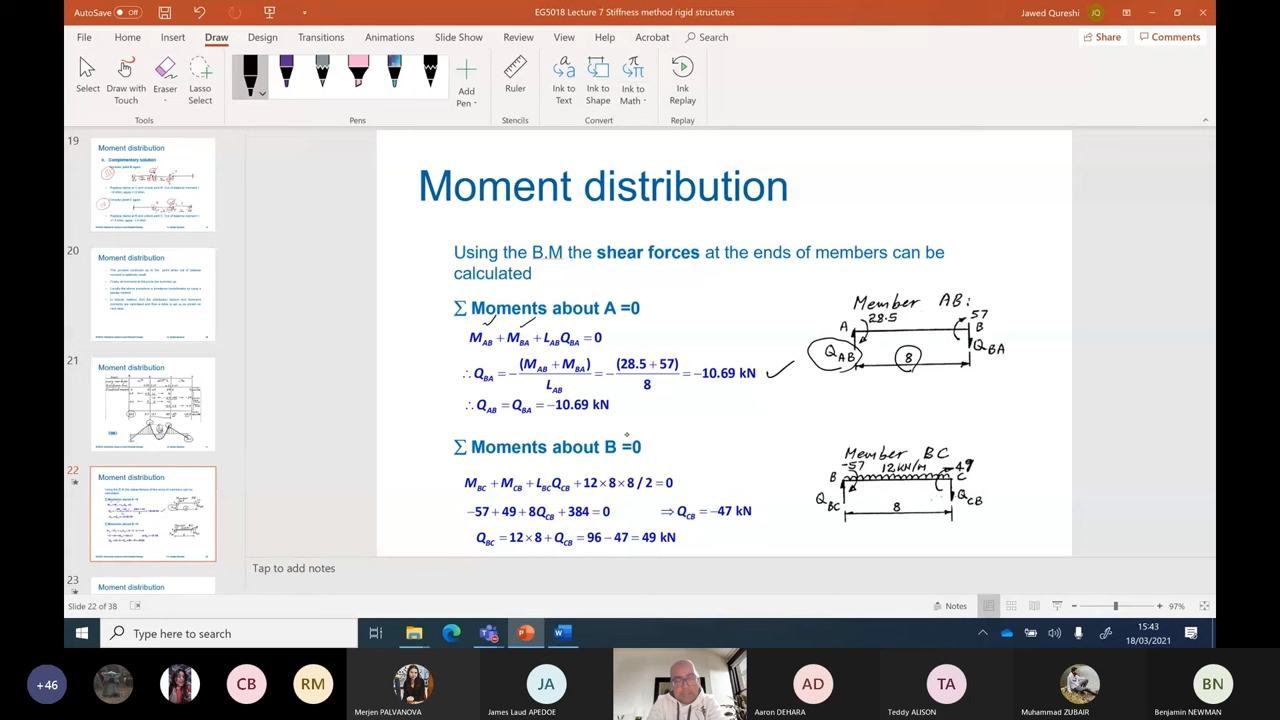 AutoSave Off
EG5018 Lecture 7 Stiffness method rigid structures
Jawed Qureshi JQ
File Home Insert Draw Design Transitions Animations Slide Show Review View Help Acrobat Search
Share Comments
Select
Draw with Touch
Eraser
Lasso Select
Add Pen
Ruler
Ink to Text
Ink to Shape
Ink to Math
Ink Replay
Tools Pens Stencils Convert Replay
19
Moment distribution
20
Moment distribution
21
Moment distribution
22
Moment distribution
23
Moment distribution
Moment distribution
Using the B.M the shear forces at the ends of members can be
calculated
∑ Moments about A =0
M_AB + M_BA + L_AB Q_BA = 0
∴ Q_BA = −(M_AB + M_BA)/L_AB = −(28.5 + 57)/8 = −10.69 kN
∴ Q_AB = Q_BA = −10.69 kN
∑ Moments about B =0
M_BC + M_CB + L_BC Q_CB + 12 × 8 × 8 / 2 = 0
−57 + 49 + 8Q_CB + 384 = 0 ⇒ Q_CB = −47 kN
Q_BC = 12 × 8 + Q_CB = 96 − 47 = 49 kN
Member AB:
28.5 57
A B
Q_AB 8 Q_BA
Member BC
-57 12 kN/m 49
B C
Q_BC 8 Q_CB
Tap to add notes
Slide 22 of 38
Notes
97%
Type here to search
15:43
18/03/2021
+46
CB
RM
Merjen PALVANOVA
JA
James Laud APEDOE
AD
Aaron DEHARA
TA
Teddy ALISON
Muhammad ZUBAIR
BN
Benjamin NEWMAN